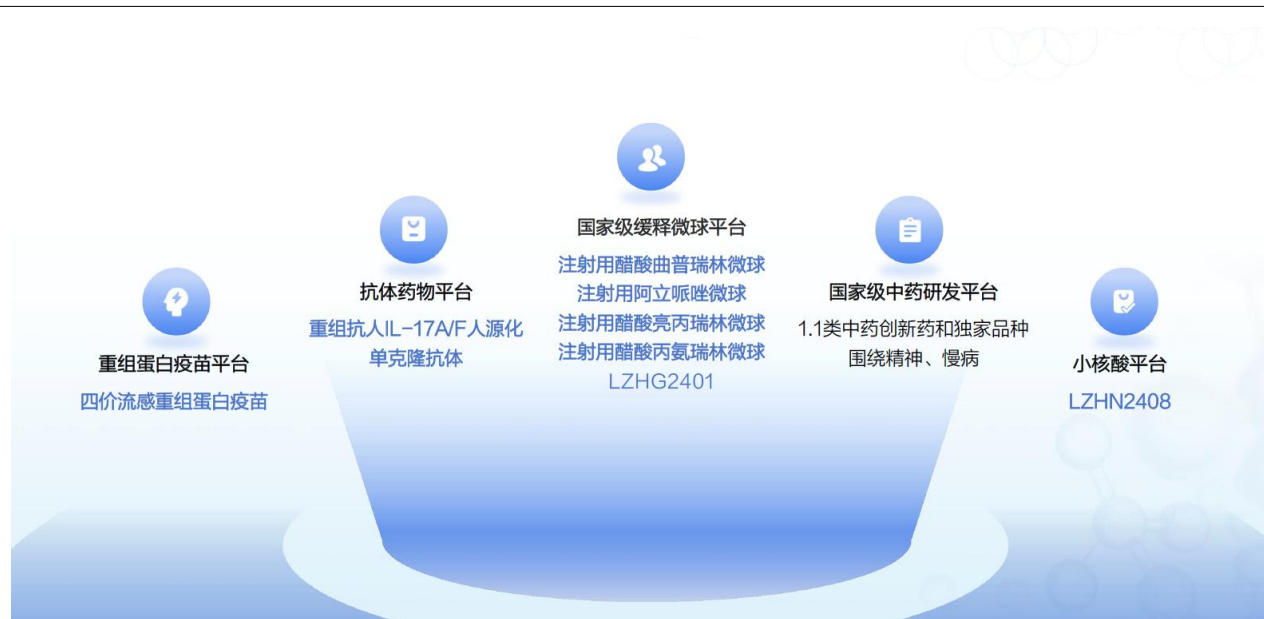 重组蛋白疫苗平台
四价流感重组蛋白疫苗
抗体药物平台
重组抗人IL-17A/F人源化
单克隆抗体
国家级缓释微球平台
注射用醋酸曲普瑞林微球
注射用阿立哌唑微球
注射用醋酸亮丙瑞林微球
注射用醋酸丙氨瑞林微球
LZHG2401
国家级中药研发平台
1.1类中药创新药和独家品种
围绕精神、慢病
小核酸平台
LZHN2408